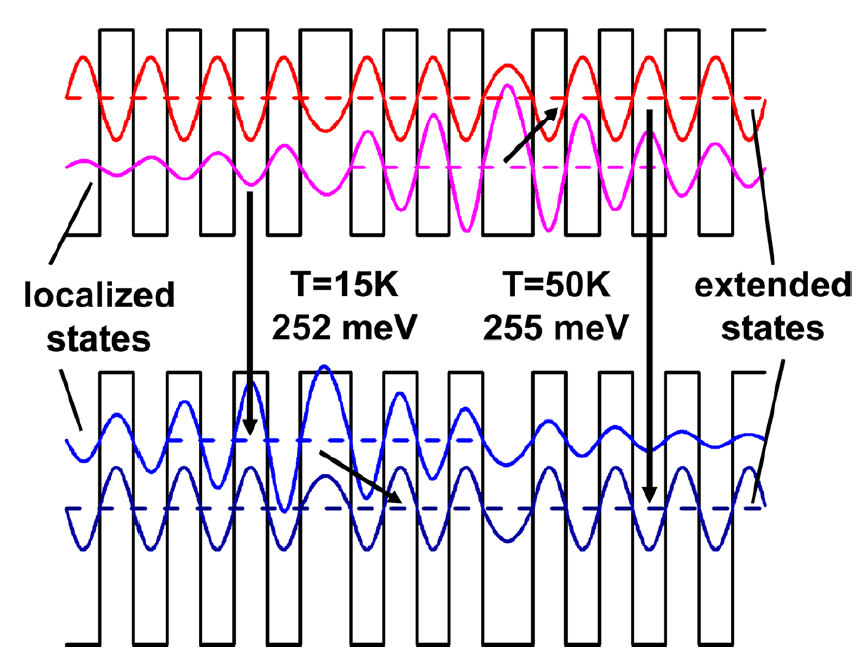 localized
states
T=15K
252 meV
T=50K
255 meV
extended
states